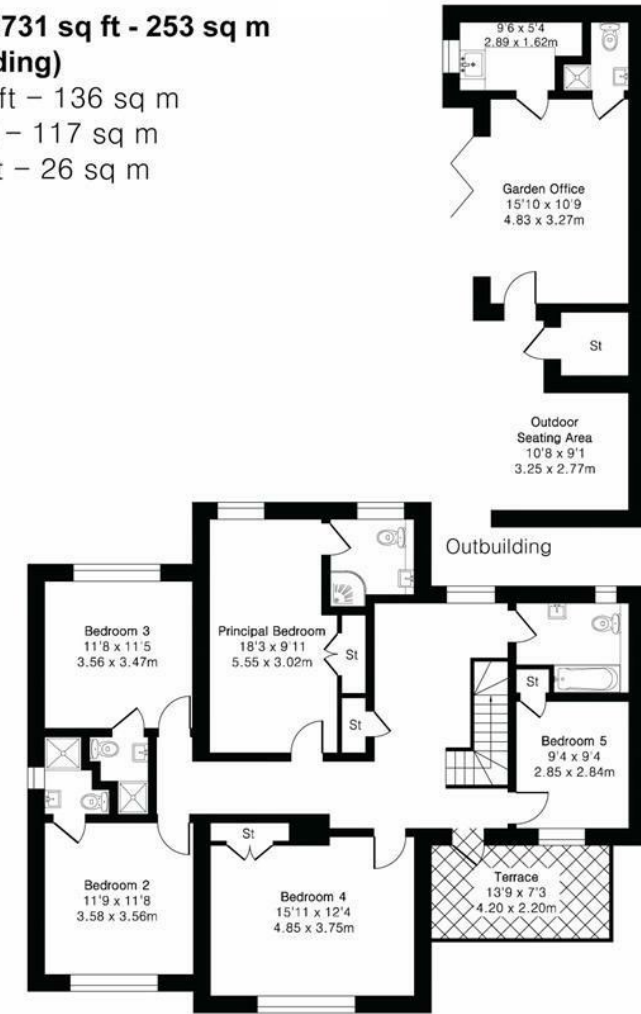 731 sq ft - 253 sq m
ding)
ft – 136 sq m
– 117 sq m
t – 26 sq m
9'6 x 5'4
2.89 x 1.62m
Garden Office
15'10 x 10'9
4.83 x 3.27m
St
Outdoor
Seating Area
10'8 x 9'1
3.25 x 2.77m
Outbuilding
Bedroom 3
11'8 x 11'5
3.56 x 3.47m
Principal Bedroom
18'3 x 9'11
5.55 x 3.02m
St
St
St
Bedroom 5
9'4 x 9'4
2.85 x 2.84m
Bedroom 2
11'9 x 11'8
3.58 x 3.56m
St
Bedroom 4
15'11 x 12'4
4.85 x 3.75m
Terrace
13'9 x 7'3
4.20 x 2.20m